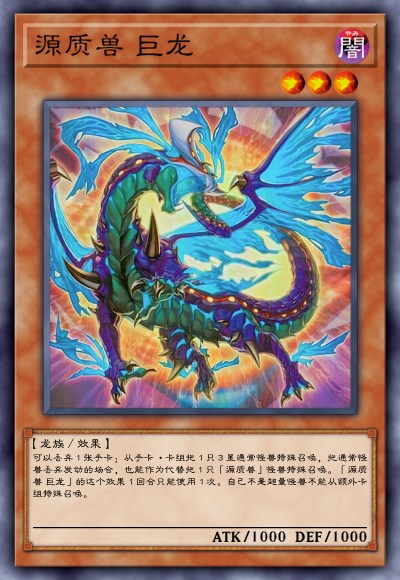 源质兽 巨龙
やみ
闇
【龙族／效果】
可以丢弃1张手卡；从手卡·卡组把1只3星通常怪兽特殊召唤，把通常怪
兽丢弃发动的场合，也能作为代替把1只「源质兽」怪兽特殊召唤。「源质
兽 巨龙」的这个效果1回合只能使用1次。自己不是超量怪兽不能从额外卡
组特殊召唤。
ATK/1000 DEF/1000